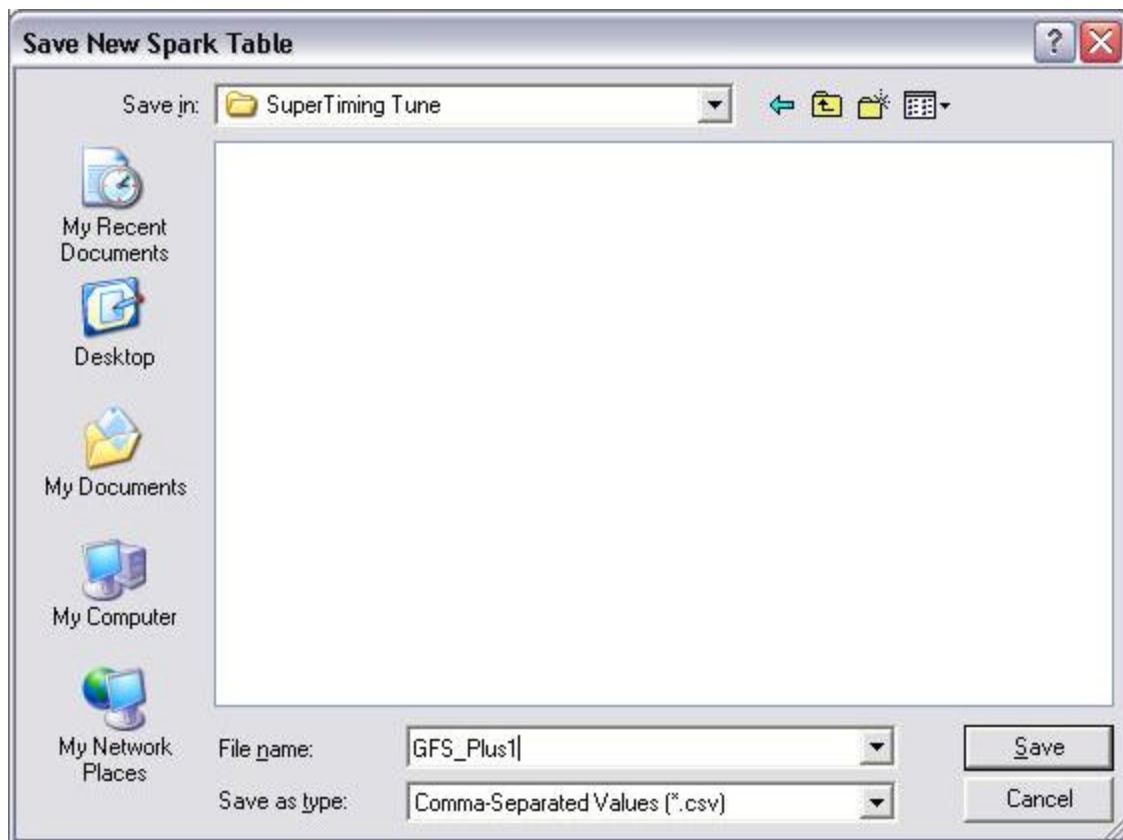 Save New Spark Table
Save in:
SuperTiming Tune
My Recent
Documents
Desktop
My Documents
My Computer
My Network
Places
File name:
GFS_Plus1
Save
Save as type:
Comma-Separated Values (*.csv)
Cancel